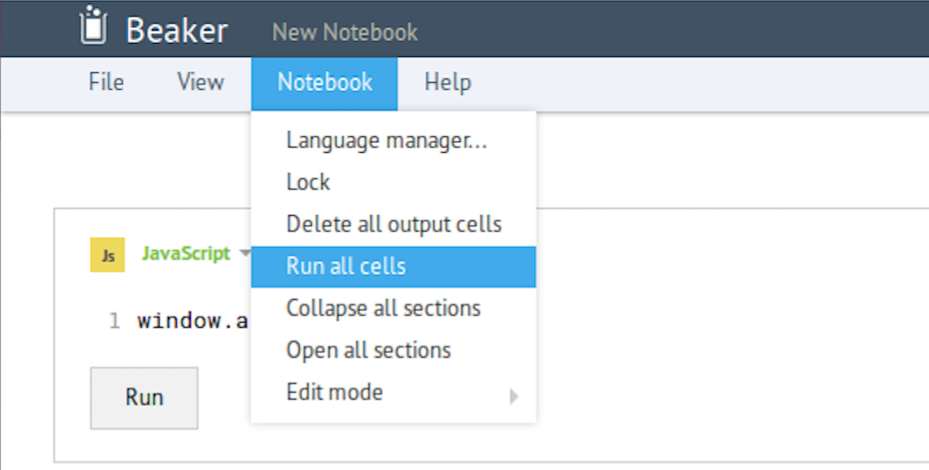 Beaker New Notebook
File View Notebook Help
Language manager...
Lock
Delete all output cells
Js JavaScript
Run all cells
Collapse all sections
1 window.a
Open all sections
Edit mode
Run